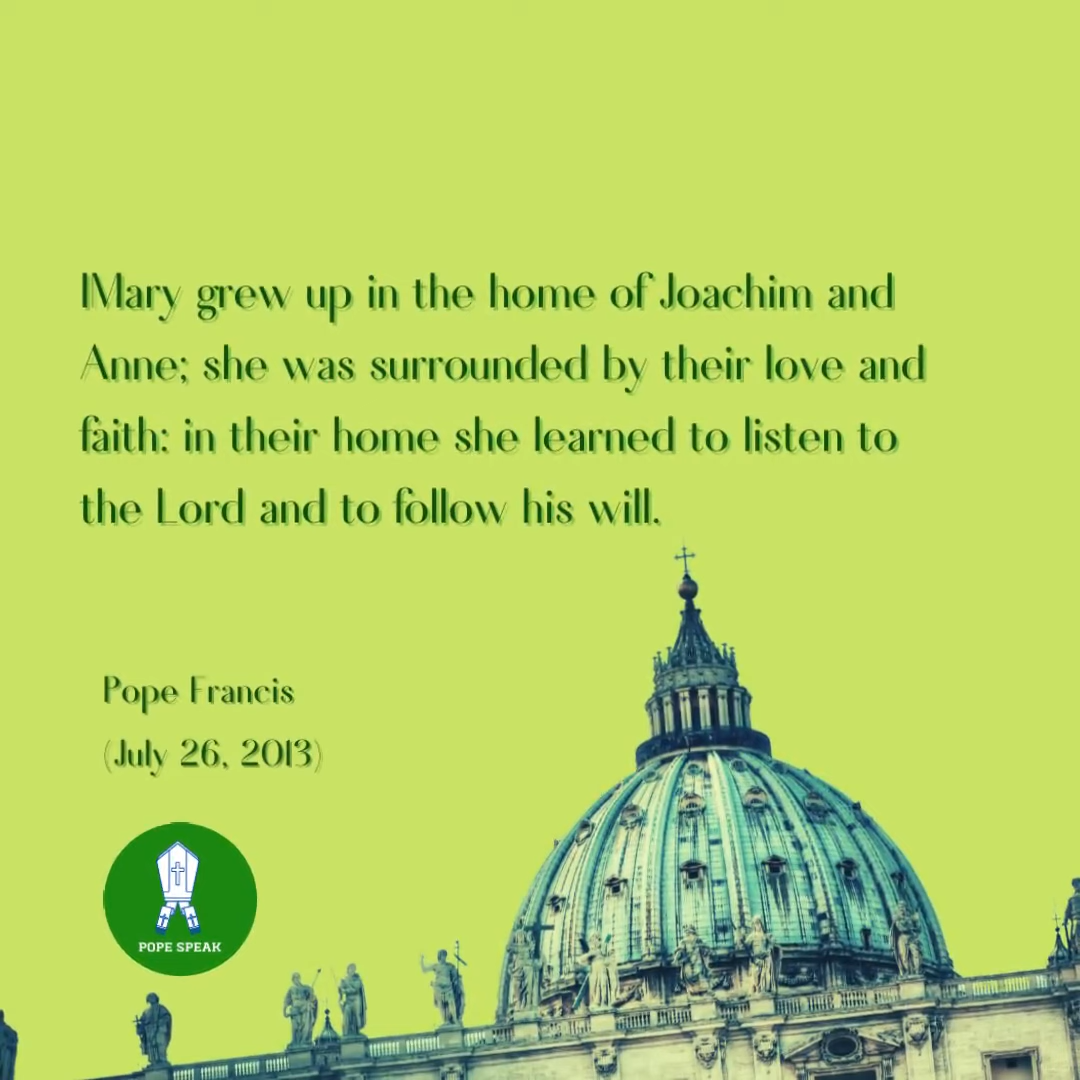 IMary grew up in the home of Joachim and
Anne; she was surrounded by their love and
faith: in their home she learned to listen to
the Lord and to follow his will.
Pope Francis
(July 26, 2013)
POPE SPEAK